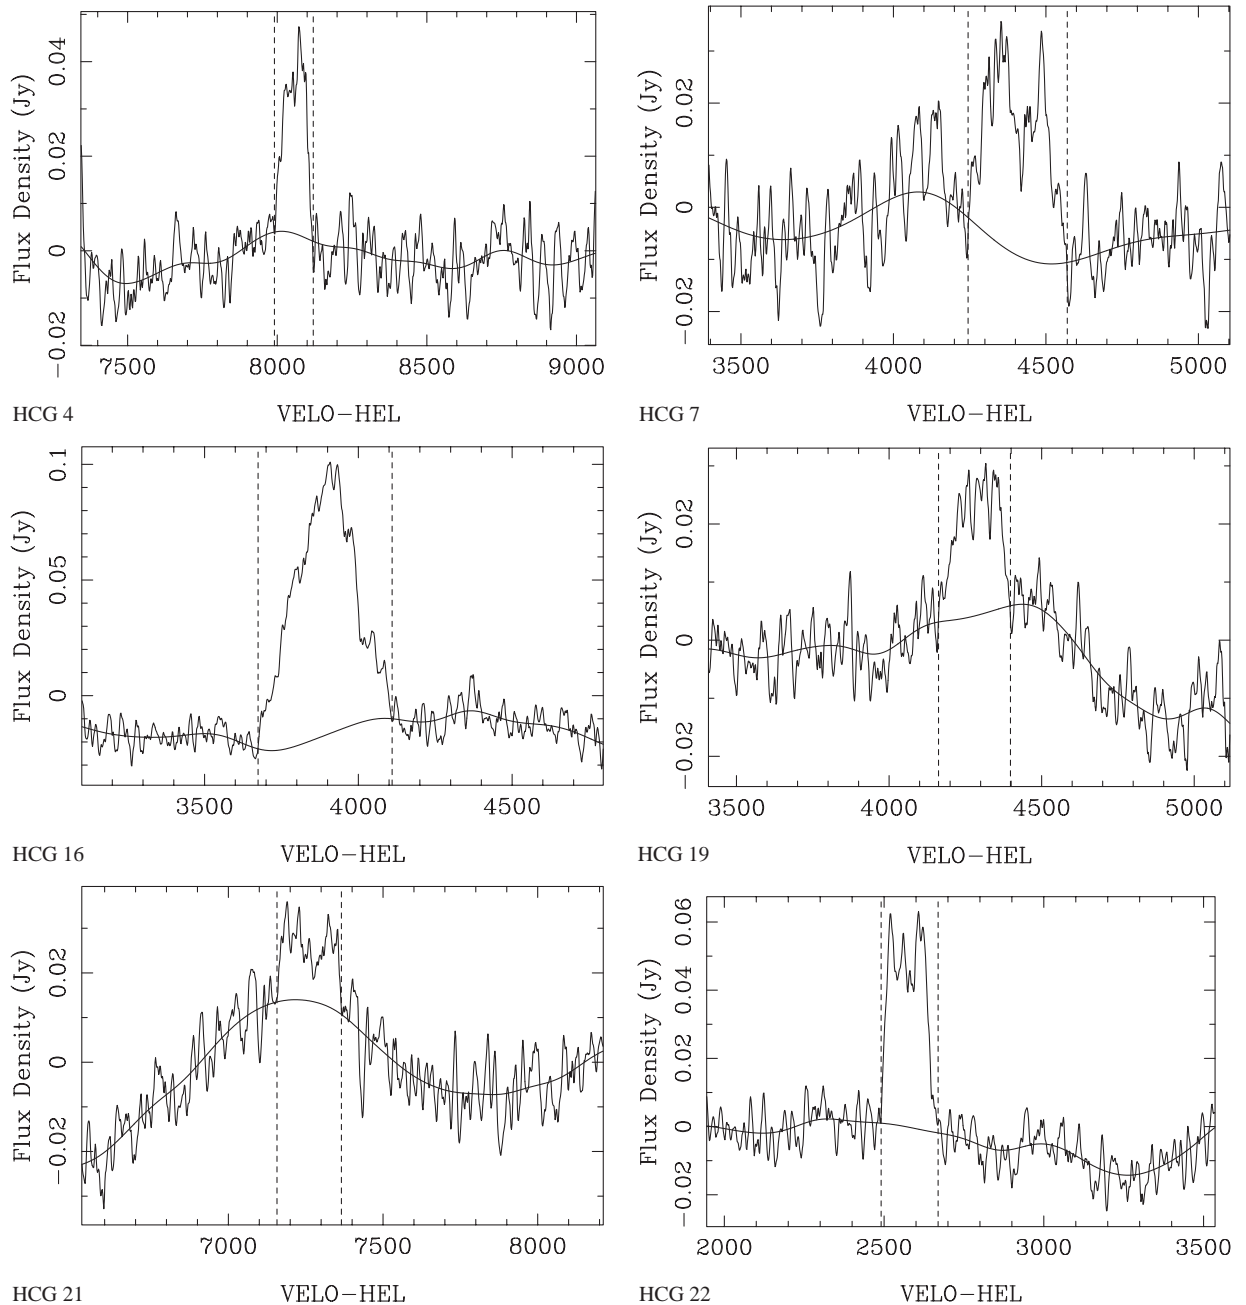 Flux Density (Jy)
0.04
0.02
0
−0.02
7500 8000 8500 9000
HCG 4
VELO−HEL
Flux Density (Jy)
0.02
0
−0.02
3500 4000 4500 5000
HCG 7
VELO−HEL
Flux Density (Jy)
0.1
0.05
0
3500 4000 4500
HCG 16
VELO−HEL
Flux Density (Jy)
0.02
0
−0.02
3500 4000 4500 5000
HCG 19
VELO−HEL
Flux Density (Jy)
0.02
0
−0.02
7000 7500 8000
HCG 21
VELO−HEL
Flux Density (Jy)
0.06
0.04
0.02
0
−0.02
2000 2500 3000 3500
HCG 22
VELO−HEL